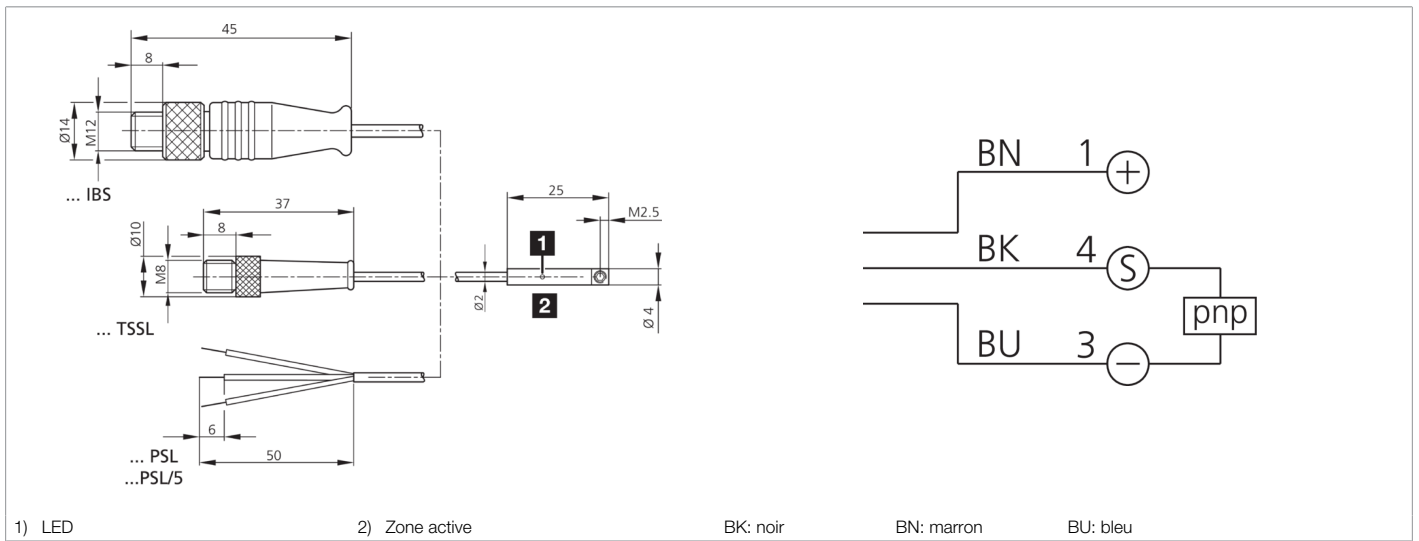 45
8
Ø14
M12
... IBS
37
8
Ø10
M8
... TSSL
25
M2.5
1
2
Ø2
Ø 4
6
50
... PSL
...PSL/5
BN 1 +
BK 4 S
pnp
BU 3 −
1) LED 2) Zone active BK: noir BN: marron BU: bleu